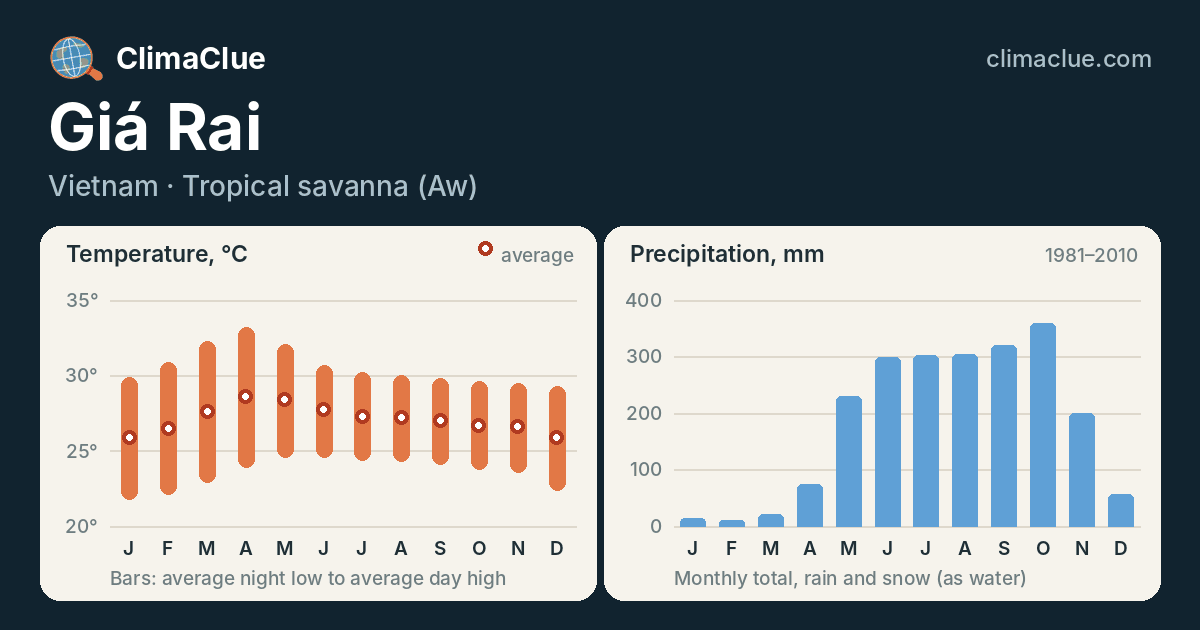 ClimaClue
climaclue.com
Giá Rai
Vietnam · Tropical savanna (Aw)
Temperature, °C
average
35°
30°
25°
20°
J F M A M J J A S O N D
Bars: average night low to average day high
Precipitation, mm
1981–2010
400
300
200
100
0
J F M A M J J A S O N D
Monthly total, rain and snow (as water)